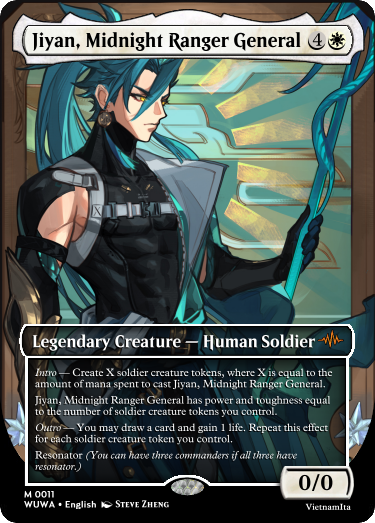 Jiyan, Midnight Ranger General 4
Legendary Creature — Human Soldier
Intro — Create X soldier creature tokens, where X is equal to the
amount of mana spent to cast Jiyan, Midnight Ranger General.
Jiyan, Midnight Ranger General has power and toughness equal
to the number of soldier creature tokens you control.
Outro — You may draw a card and gain 1 life. Repeat this effect
for each soldier creature token you control.
Resonator (You can have three commanders if all three have
resonator.)
0/0
M 0011
WUWA • English Steve Zheng
VietnamIta